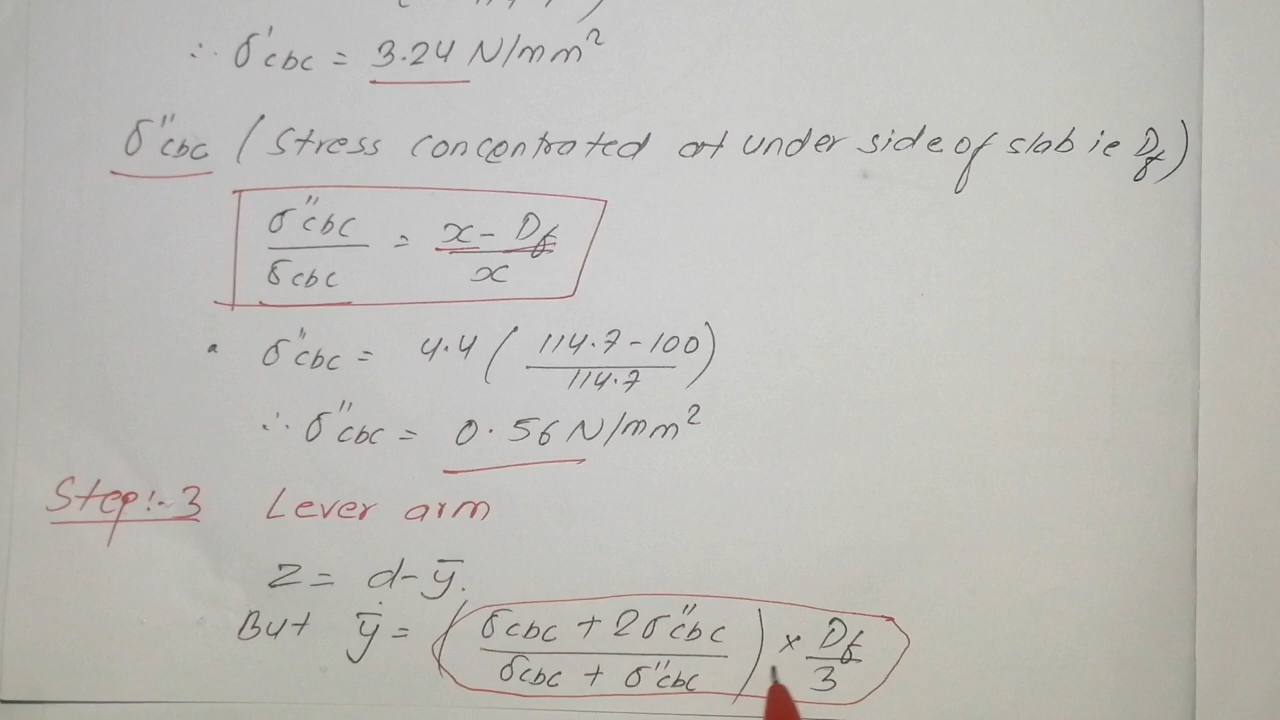 ∴ σ'cbc = 3.24 N/mm²
σ''cbc (Stress concentrated at under side of slab ie Df)
σ''cbc / σcbc = x - Df / x
σ''cbc = 4.4 ( 114.7 - 100 / 114.7 )
∴ σ''cbc = 0.56 N/mm²
Step:- 3 Lever arm
Z = d - ȳ.
But ȳ = ( σcbc + 2σ''cbc / σcbc + σ''cbc ) × Df / 3